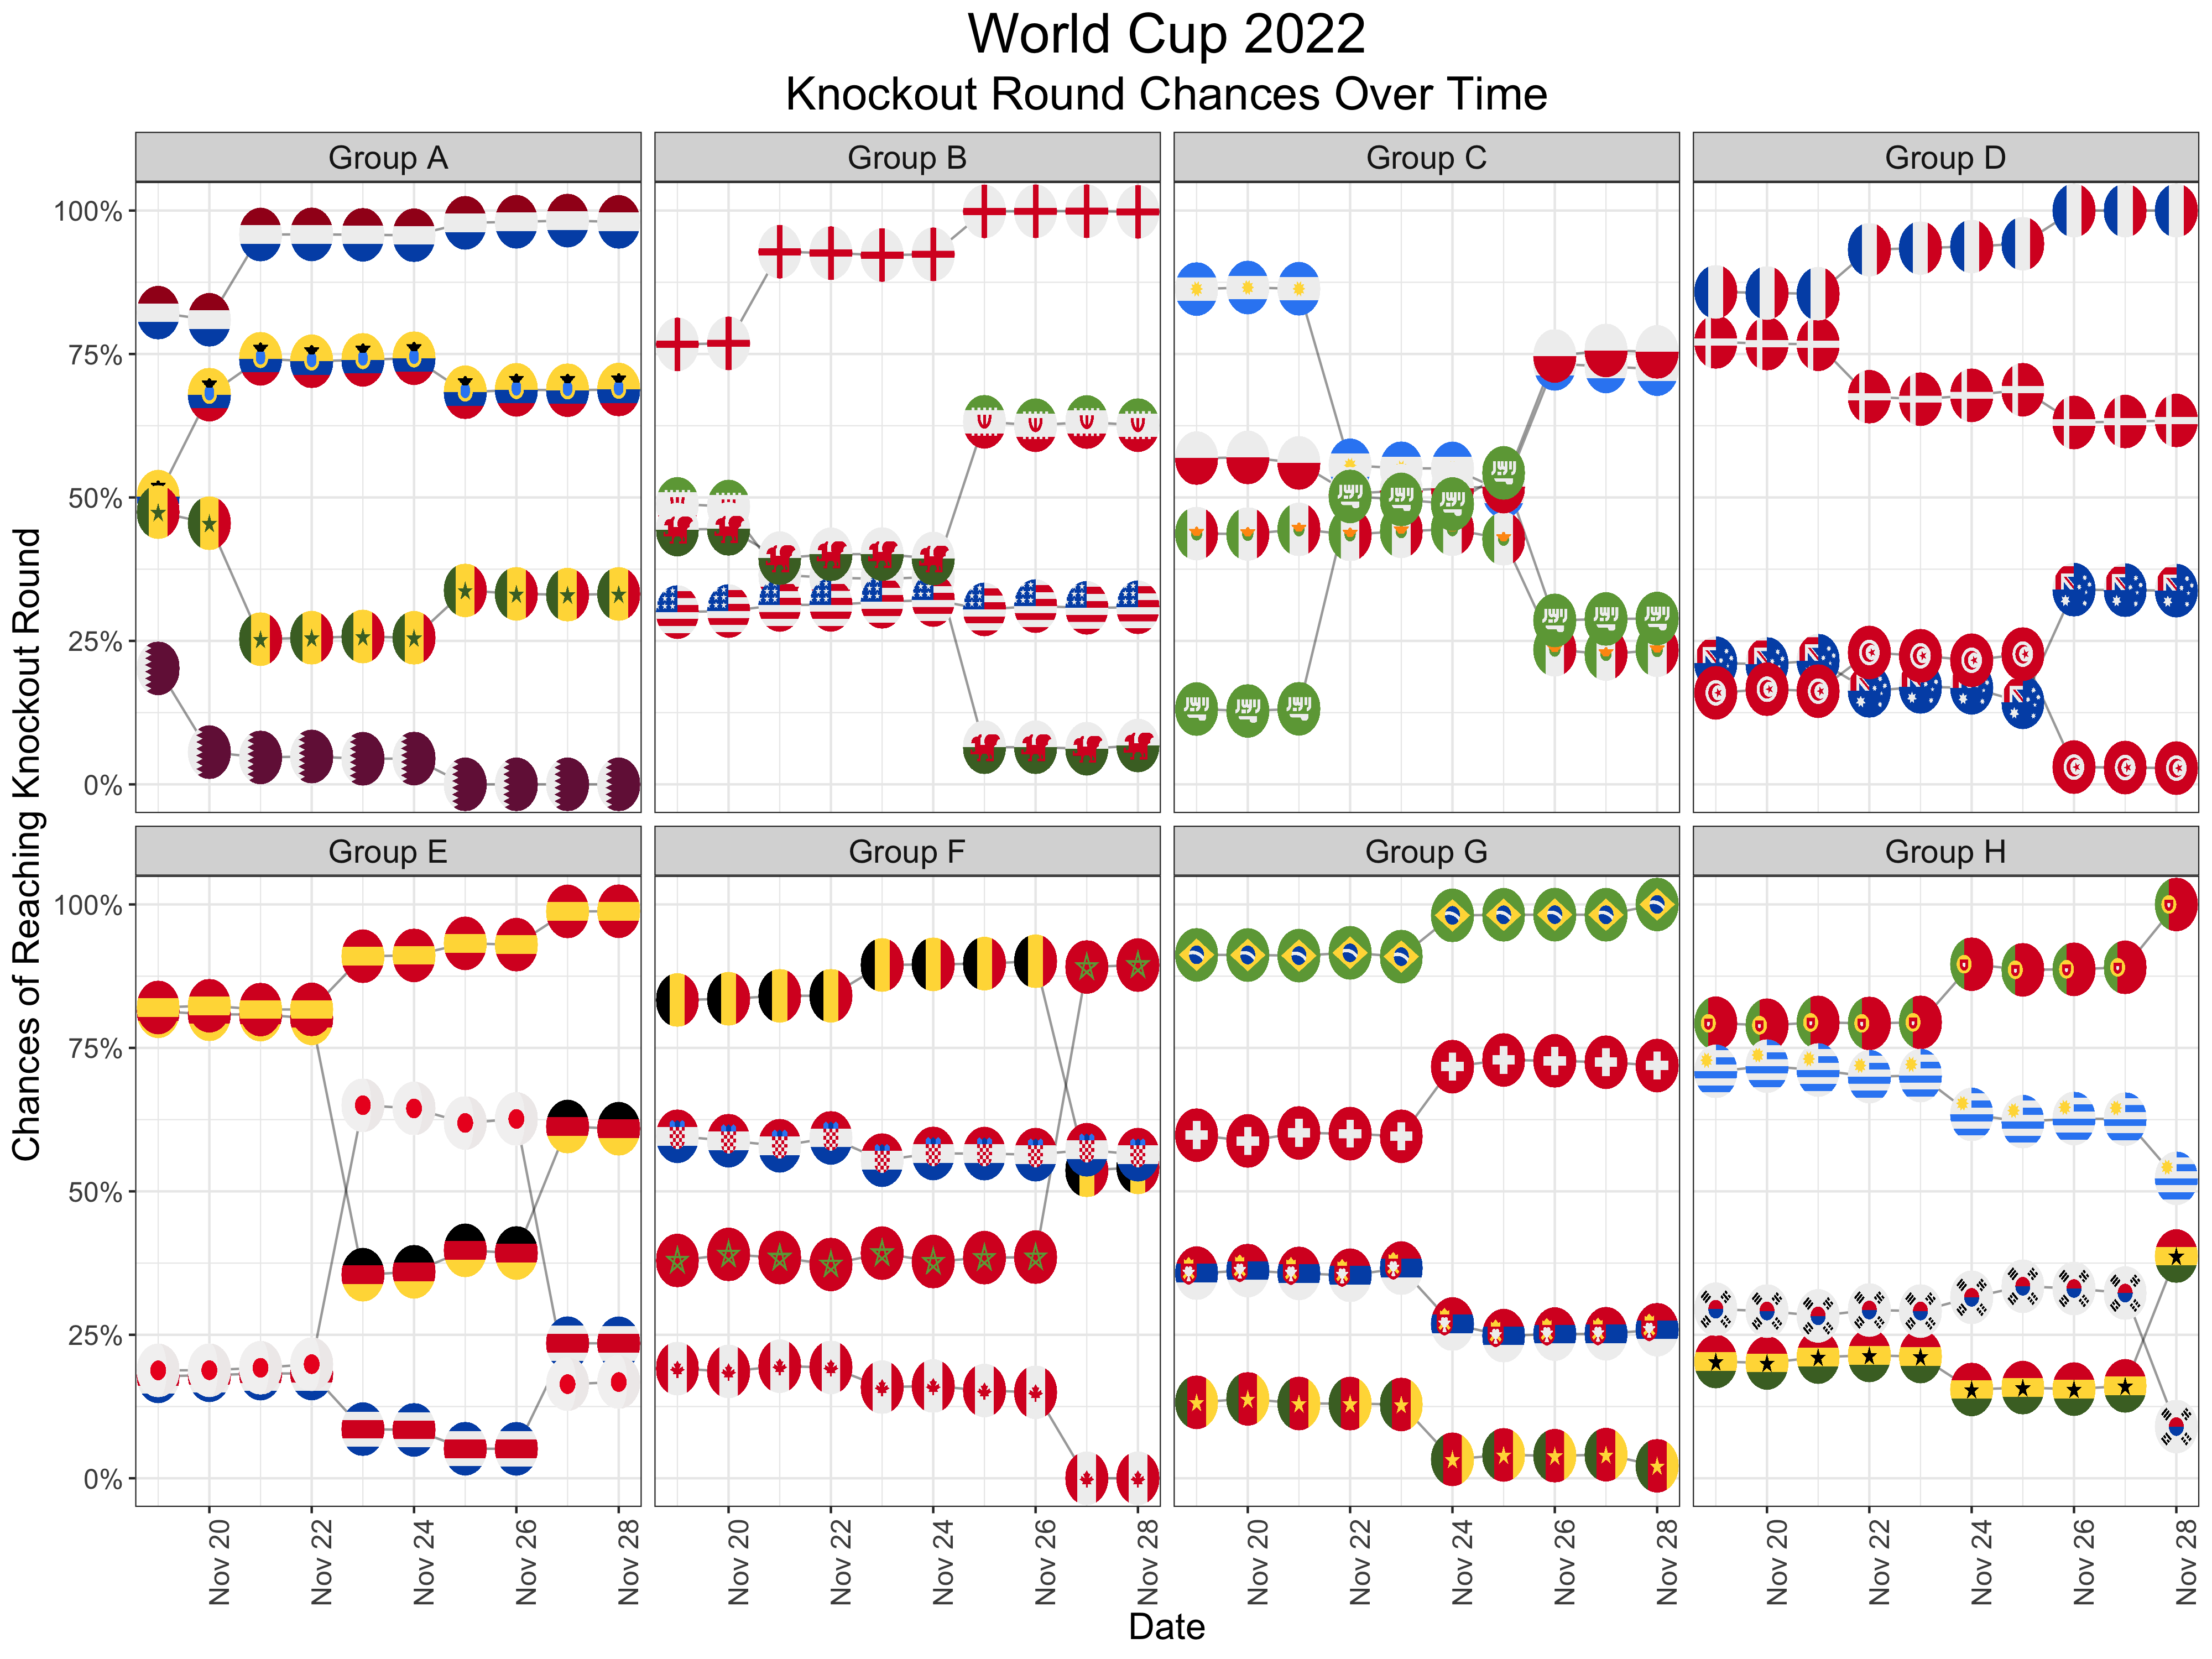 World Cup 2022
Knockout Round Chances Over Time
Chances of Reaching Knockout Round
Group A
Group B
Group C
Group D
100%
75%
50%
25%
0%
Group E
Group F
Group G
Group H
100%
75%
50%
25%
0%
Nov 20
Nov 22
Nov 24
Nov 26
Nov 28
Nov 20
Nov 22
Nov 24
Nov 26
Nov 28
Nov 20
Nov 22
Nov 24
Nov 26
Nov 28
Nov 20
Nov 22
Nov 24
Nov 26
Nov 28
Date